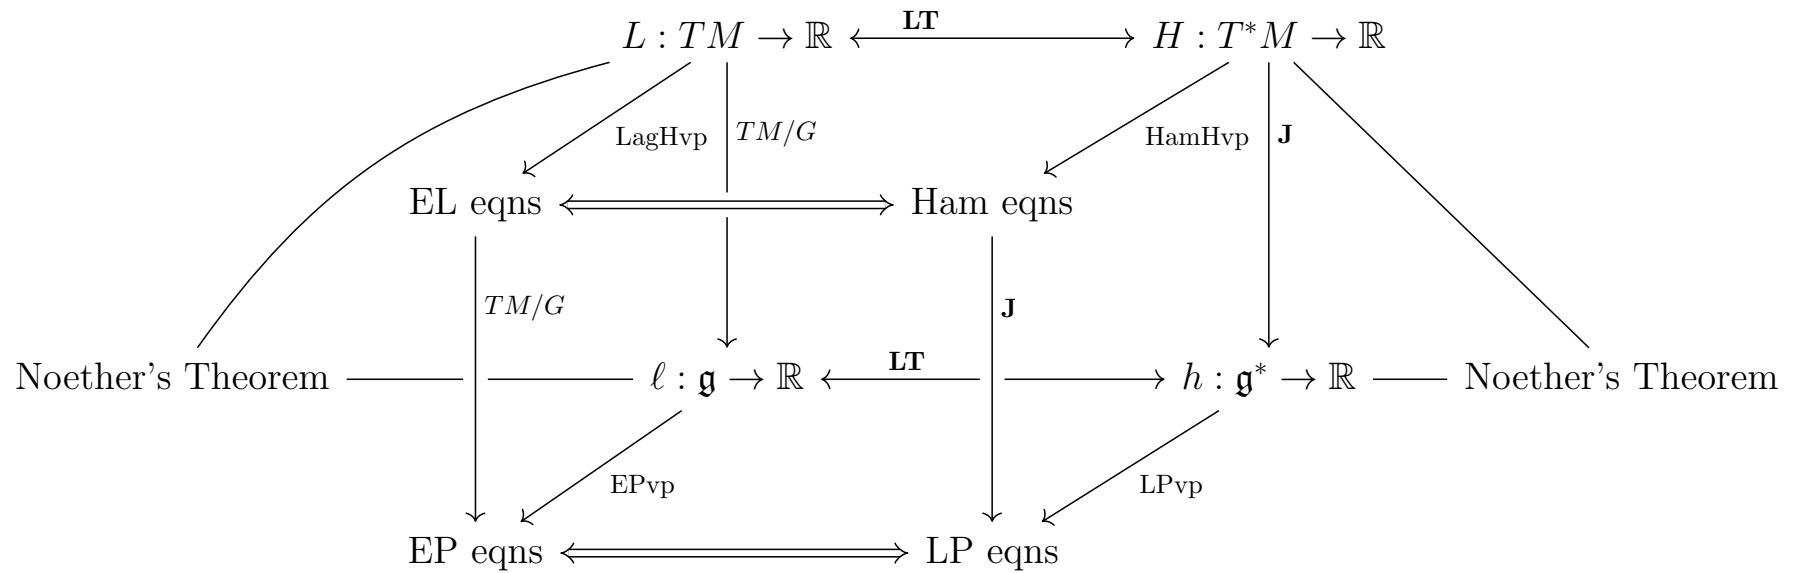 L : TM → ℝ LT H : T*M → ℝ
LagHvp TM/G HamHvp J
EL eqns Ham eqns
TM/G J
Noether's Theorem ℓ : 𝔤 → ℝ LT h : 𝔤* → ℝ Noether's Theorem
EPvp LPvp
EP eqns LP eqns